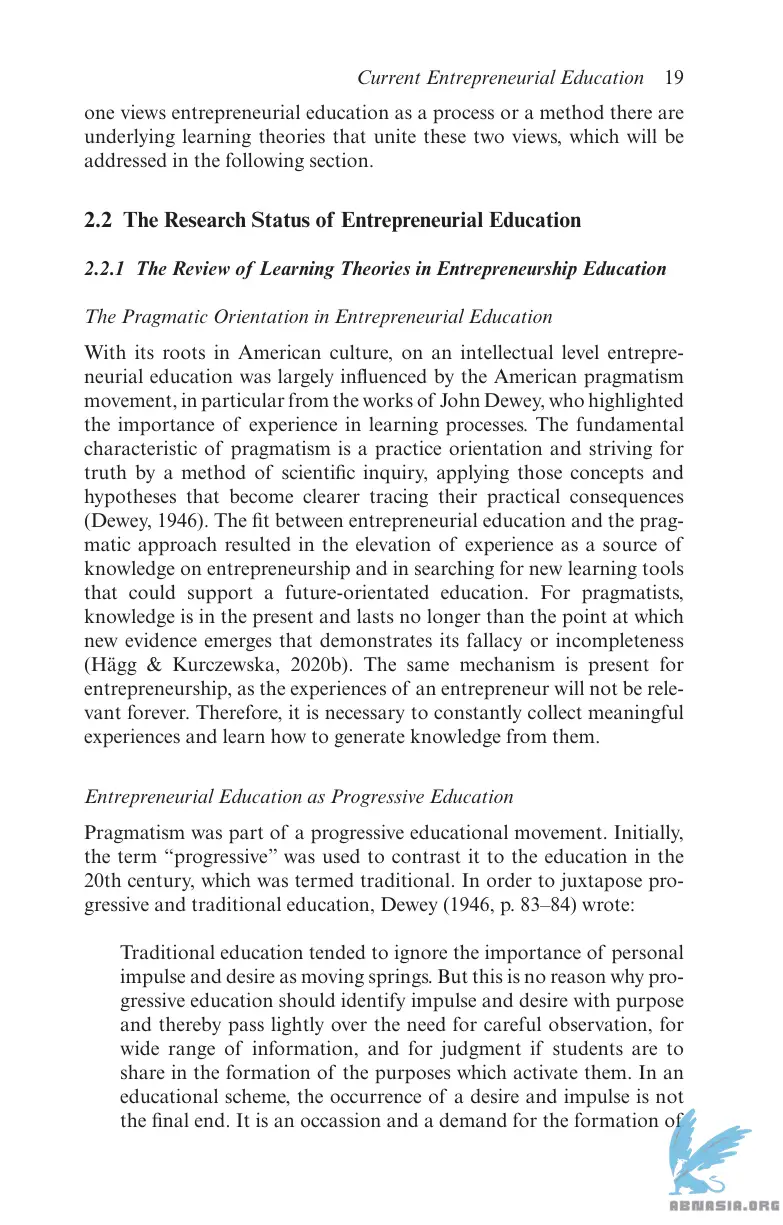 Current Entrepreneurial Education 19
one views entrepreneurial education as a process or a method there are
underlying learning theories that unite these two views, which will be
addressed in the following section.
2.2 The Research Status of Entrepreneurial Education
2.2.1 The Review of Learning Theories in Entrepreneurship Education
The Pragmatic Orientation in Entrepreneurial Education
With its roots in American culture, on an intellectual level entrepre-
neurial education was largely influenced by the American pragmatism
movement, in particular from the works of John Dewey, who highlighted
the importance of experience in learning processes. The fundamental
characteristic of pragmatism is a practice orientation and striving for
truth by a method of scientific inquiry, applying those concepts and
hypotheses that become clearer tracing their practical consequences
(Dewey, 1946). The fit between entrepreneurial education and the prag-
matic approach resulted in the elevation of experience as a source of
knowledge on entrepreneurship and in searching for new learning tools
that could support a future-orientated education. For pragmatists,
knowledge is in the present and lasts no longer than the point at which
new evidence emerges that demonstrates its fallacy or incompleteness
(Hägg & Kurczewska, 2020b). The same mechanism is present for
entrepreneurship, as the experiences of an entrepreneur will not be rele-
vant forever. Therefore, it is necessary to constantly collect meaningful
experiences and learn how to generate knowledge from them.
Entrepreneurial Education as Progressive Education
Pragmatism was part of a progressive educational movement. Initially,
the term “progressive” was used to contrast it to the education in the
20th century, which was termed traditional. In order to juxtapose pro-
gressive and traditional education, Dewey (1946, p. 83–84) wrote:
Traditional education tended to ignore the importance of personal
impulse and desire as moving springs. But this is no reason why pro-
gressive education should identify impulse and desire with purpose
and thereby pass lightly over the need for careful observation, for
wide range of information, and for judgment if students are to
share in the formation of the purposes which activate them. In an
educational scheme, the occurrence of a desire and impulse is not
the final end. It is an occassion and a demand for the formation of
ABNASIA.ORG